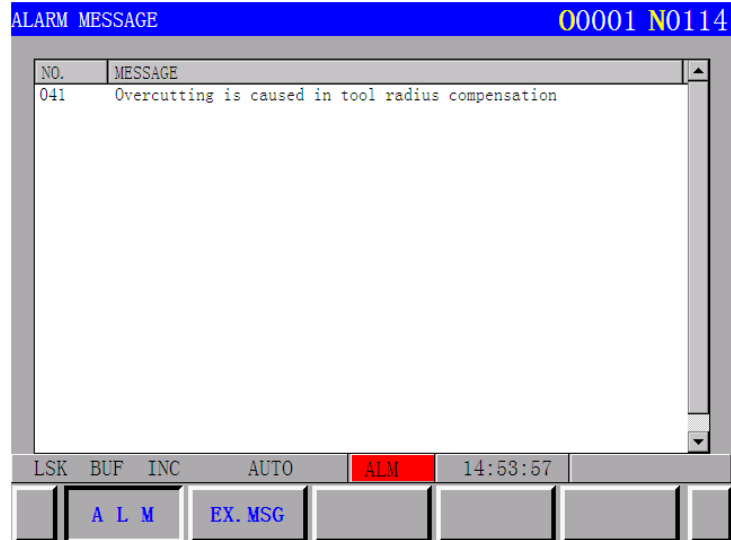 ALARM MESSAGE O0001 N0114
NO. MESSAGE
041 Overcutting is caused in tool radius compensation
LSK BUF INC AUTO ALM 14:53:57
A L M EX. MSG